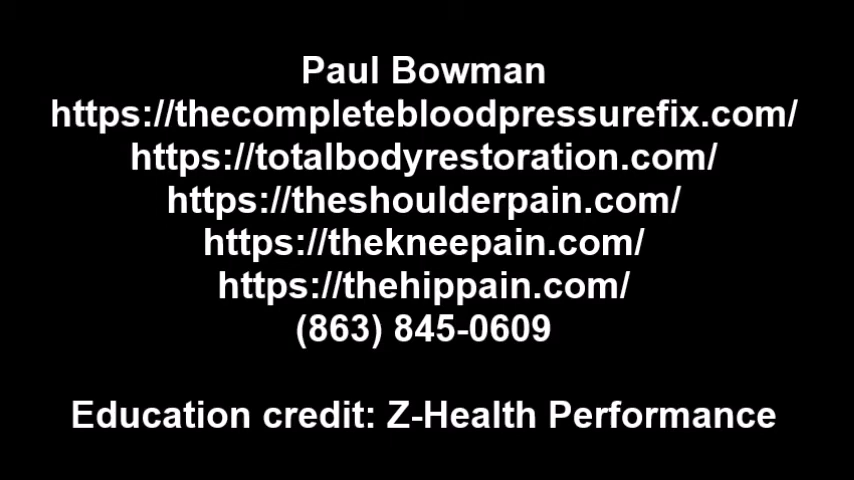 Paul Bowman
https://thecompletebloodpressurefix.com/
https://totalbodyrestoration.com/
https://theshoulderpain.com/
https://thekneepain.com/
https://thehippain.com/
(863) 845-0609
Education credit: Z-Health Performance